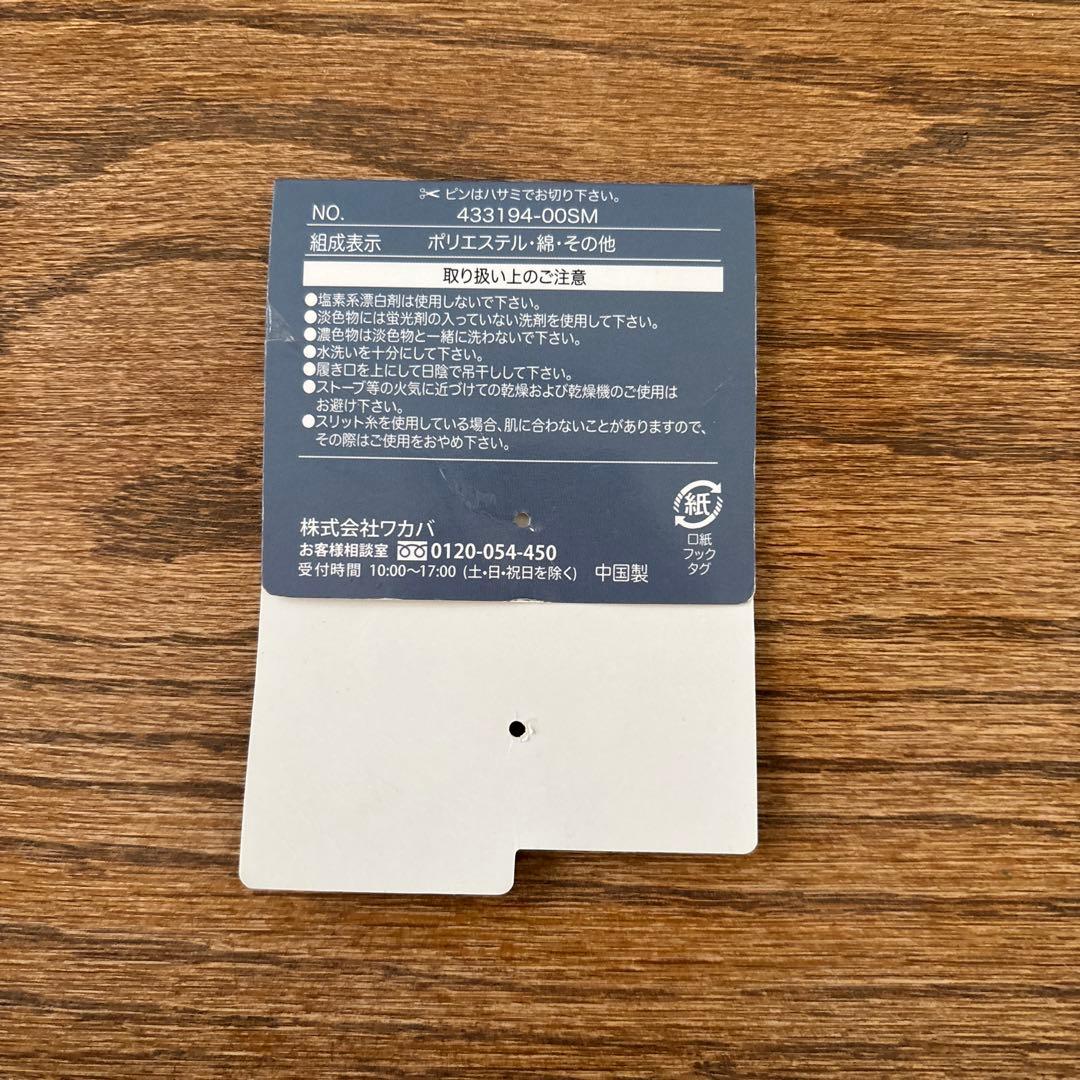 ピンはハサミでお切り下さい。
NO. 433194-00SM
組成表示 ポリエステル・綿・その他
取り扱い上のご注意
●塩素系漂白剤は使用しないで下さい。
●淡色物には蛍光剤の入っていない洗剤を使用して下さい。
●濃色物は淡色物と一緒に洗わないで下さい。
●水洗いを十分にして下さい。
●履き口を上にして日陰で吊干しして下さい。
●ストーブ等の火気に近づけての乾燥および乾燥機のご使用は
お避け下さい。
●スリット糸を使用している場合、肌に合わないことがありますので、
その際はご使用をおやめ下さい。
株式会社ワカバ
お客様相談室 0120-054-450
受付時間 10:00〜17:00 (土・日・祝日を除く) 中国製
紙
口紙
フック
タグ